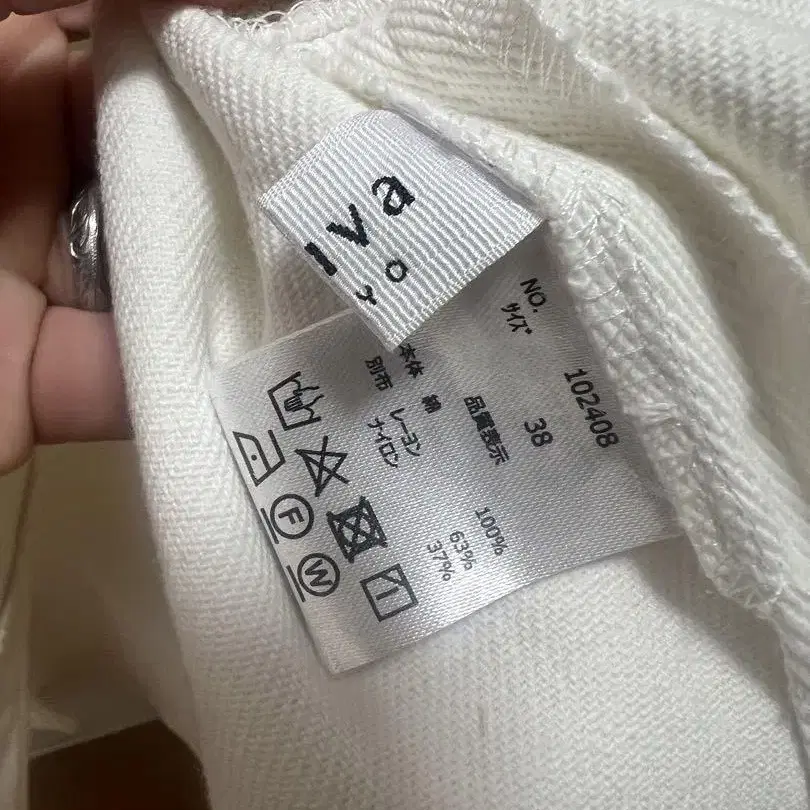 iva
YO
NO. 102408
サイズ 38
品質表示
本体 綿 100%
別布 レーヨン 63%
ナイロン 37%
F
W